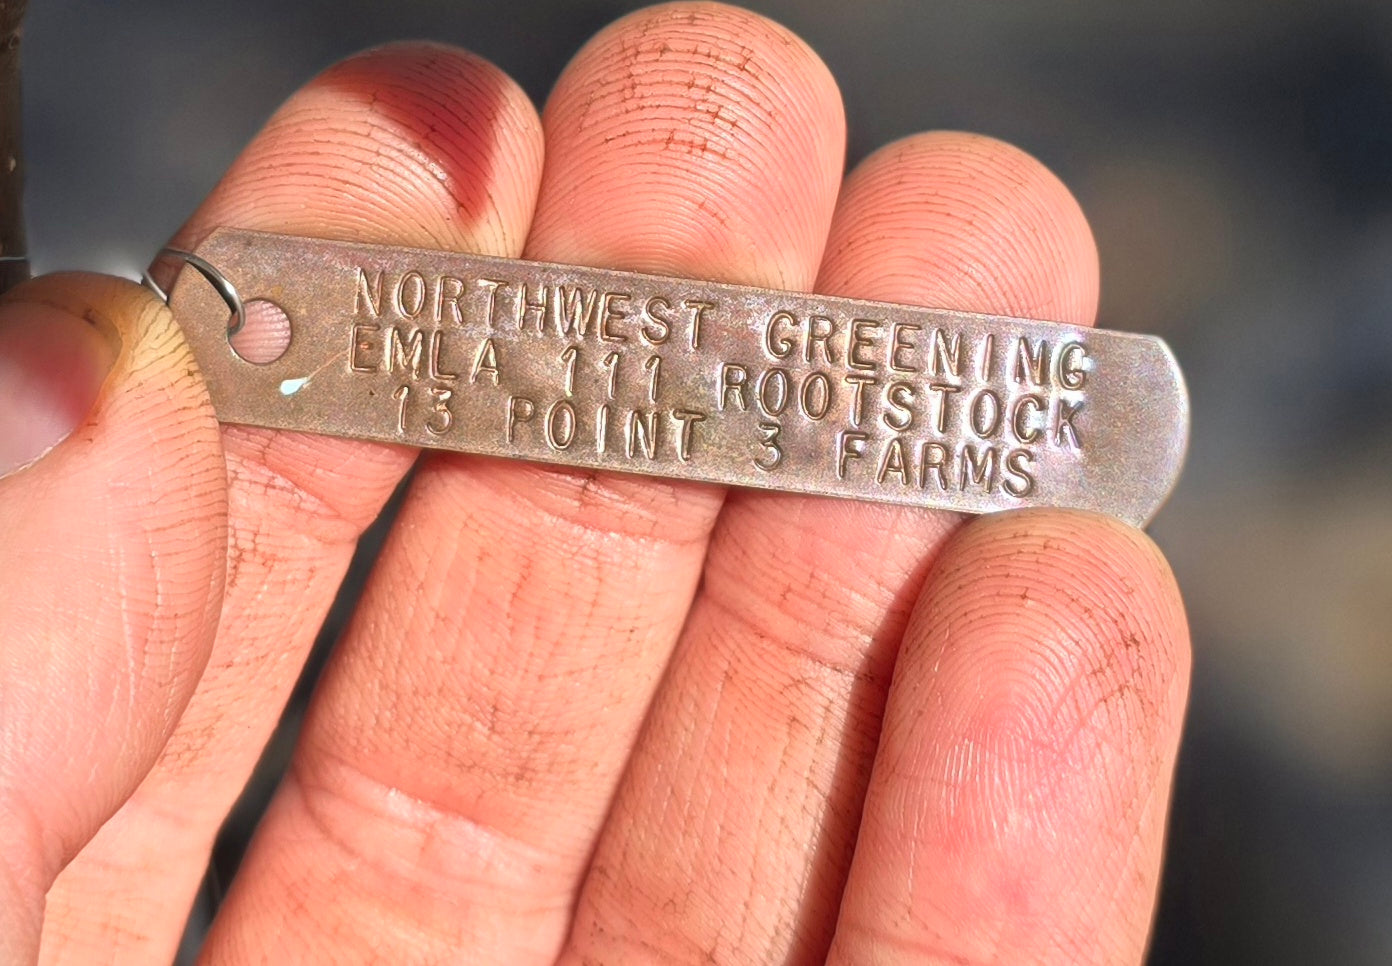 NORTHWEST GREENING
EMLA 111 ROOTSTOCK
13 POINT 3 FARMS